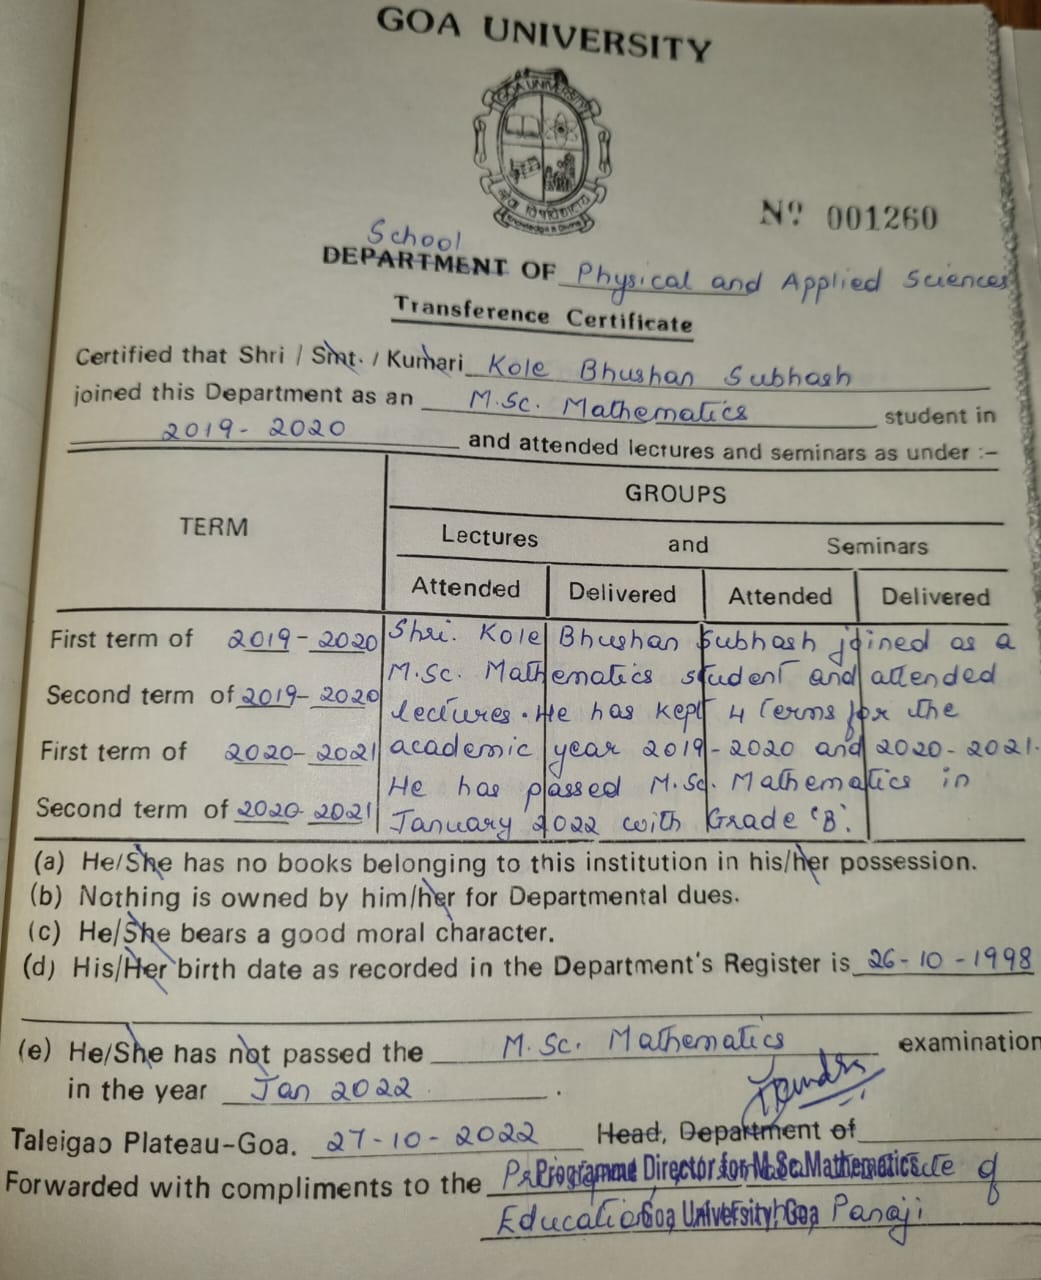 GOA UNIVERSITY
GOA UNIVERSITY
Knowledge is Divine
Nº 001260
School
DEPARTMENT OF Physical and Applied Sciences
Transference Certificate
Certified that Shri / Smt. / Kumari Kole Bhushan Subhash
joined this Department as an M.Sc. Mathematics student in
2019-2020 and attended lectures and seminars as under :-
GROUPS
TERM
Lectures and Seminars
Attended Delivered Attended Delivered
First term of 2019-2020 Shri. Kole Bhushan Subhash joined as a
M.Sc. Mathematics student and attended
Second term of 2019-2020
lectures. He has kept 4 terms for the
First term of 2020-2021 academic year 2019-2020 and 2020-2021.
He has passed M.Sc. Mathematics in
Second term of 2020-2021 January 2022 with Grade 'B'.
(a) He/She has no books belonging to this institution in his/her possession.
(b) Nothing is owned by him/her for Departmental dues.
(c) He/She bears a good moral character.
(d) His/Her birth date as recorded in the Department's Register is 26-10-1998
(e) He/She has not passed the M.Sc. Mathematics examination
in the year Jan 2022.
Taleigao Plateau-Goa. 27-10-2022 Head, Department of
Forwarded with compliments to the Programme Director for M.Sc. Mathematics of
Education Goa University, Goa Panaji